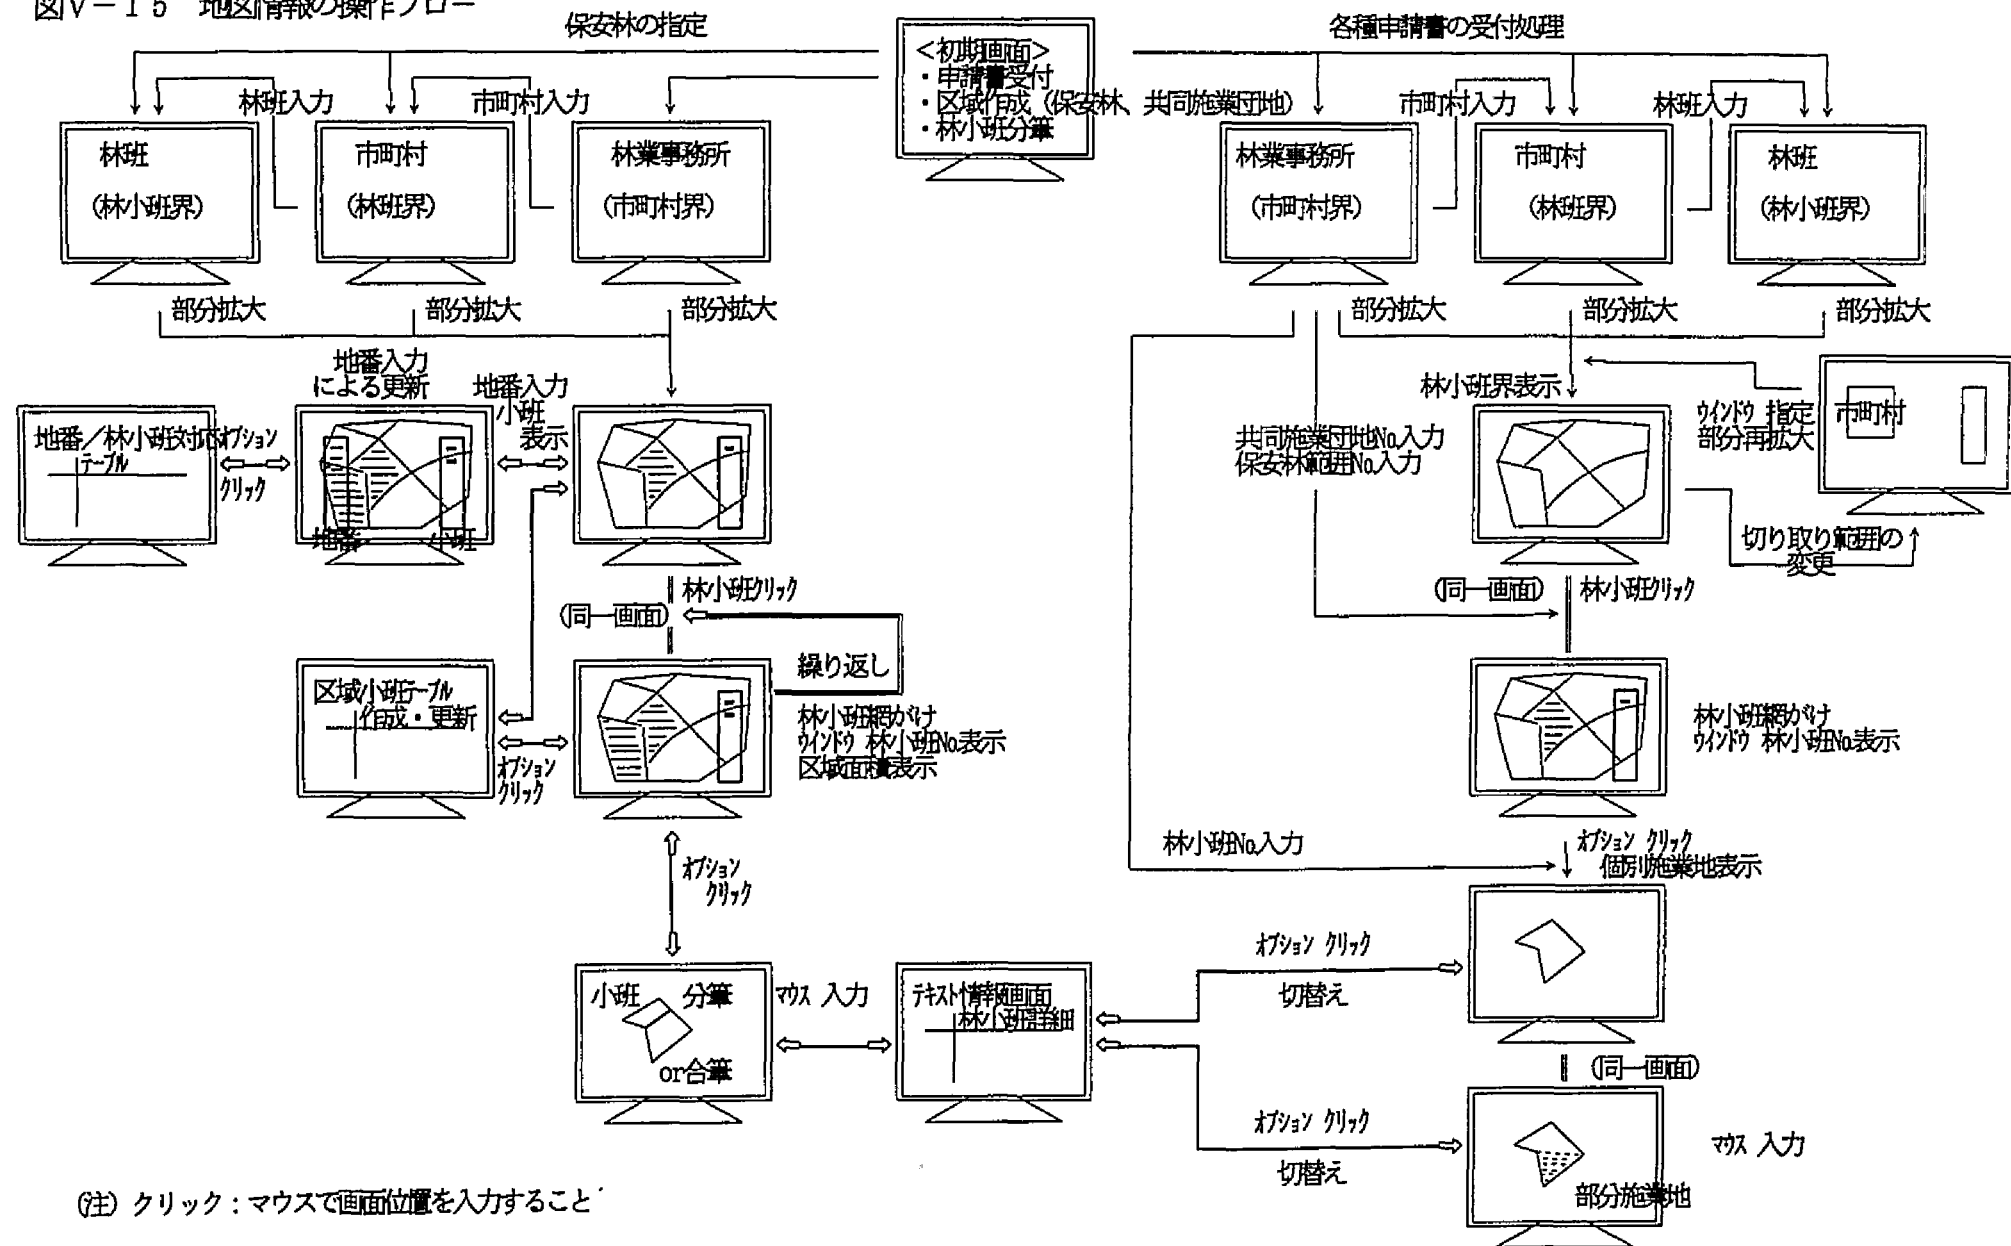 図Ⅴ－１５　地図情報の操作フロー
保安林の指定
各種申請書の受付処理
＜初期画面＞
・申請書受付
・区域作成（保安林、共同施業団地）
・林小班分筆
林班入力
市町村入力
市町村入力
林班入力
林班
(林小班界)
市町村
(林班界)
林業事務所
(市町村界)
林業事務所
(市町村界)
市町村
(林班界)
林班
(林小班界)
部分拡大
部分拡大
部分拡大
部分拡大
部分拡大
部分拡大
地番入力
による更新
地番入力
小班
表示
地番／林小班対応
テーブル
オプション
クリック
地番
小班
林小班界表示
共同施業団地No.入力
保安林範囲No.入力
ウインドウ 指定
部分再拡大
市町村
切り取り範囲の
変更
林小班クリック
(同一画面)
繰り返し
(同一画面)
林小班クリック
区域小班テーブル
作成・更新
オプション
クリック
林小班網がけ
ウインドウ 林小班No.表示
区域面積表示
林小班網がけ
ウインドウ 林小班No.表示
オプション
クリック
林小班No.入力
オプション クリック
個別施業地表示
小班　分筆
or合筆
マウス 入力
テキスト情報画面
林小班詳細
オプション クリック
切替え
(同一画面)
オプション クリック
切替え
マウス 入力
部分施業地
(注) クリック：マウスで画面位置を入力すること